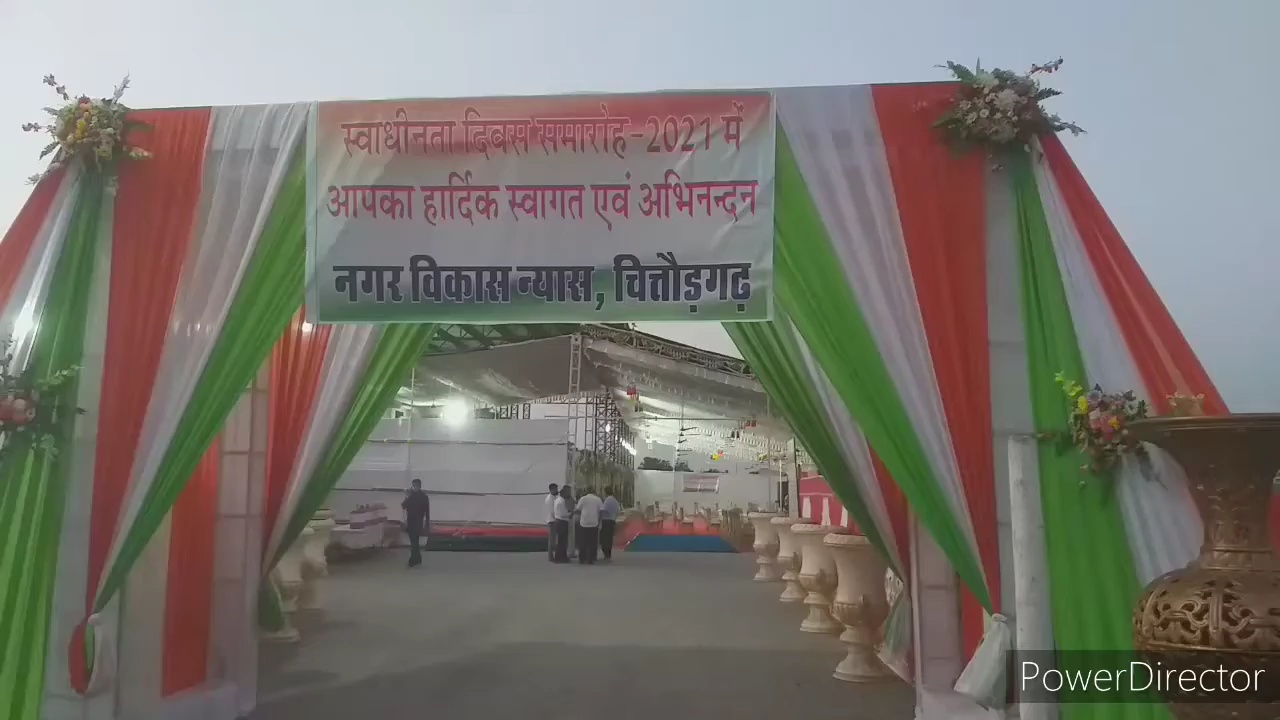 स्वाधीनता दिवस समारोह-2021 में
आपका हार्दिक स्वागत एवं अभिनन्दन
नगर विकास न्यास, चित्तौड़गढ़
PowerDirector